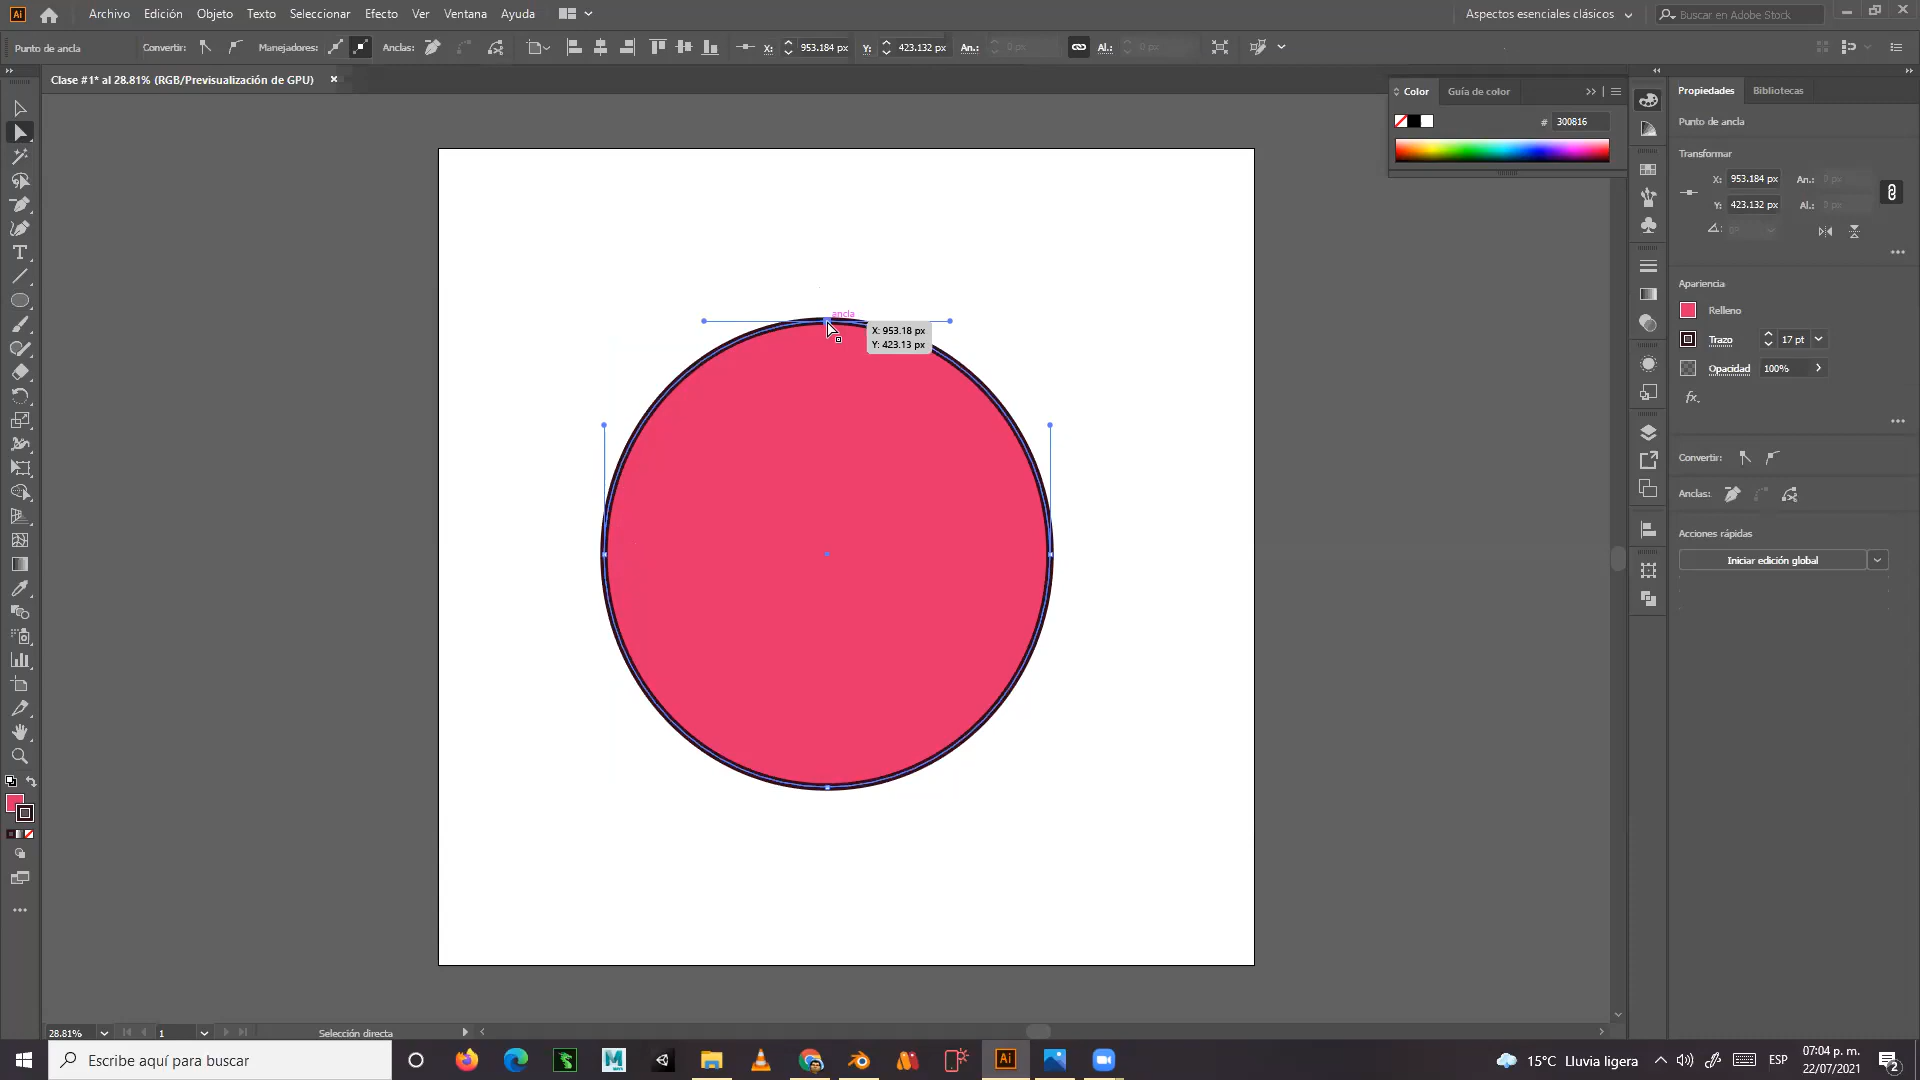 Ai Archivo Edición Objeto Texto Seleccionar Efecto Ver Ventana Ayuda Aspectos esenciales clásicos Buscar en Adobe Stock
Punto de ancla Convertir: Manejadores: Anclas: X: 953.184 px Y: 423.132 px An.: 0 px Al.: 0 px
Clase #1* al 28.81% (RGB/Previsualización de GPU) ×
Color Guía de color
# 300816
Propiedades Bibliotecas
Punto de ancla
Transformar
X: 953.184 px An.: 0 px
Y: 423.132 px Al.: 0 px
0°
Apariencia
Relleno
Trazo 17 pt
Opacidad 100%
fx.
Convertir:
Anclas:
Acciones rápidas
Iniciar edición global
ancla
X: 953.18 px
Y: 423.13 px
28.81% 1 Selección directa
Escribe aquí para buscar
M
Ai
15°C Lluvia ligera
ESP
07:04 p. m.
22/07/2021
2